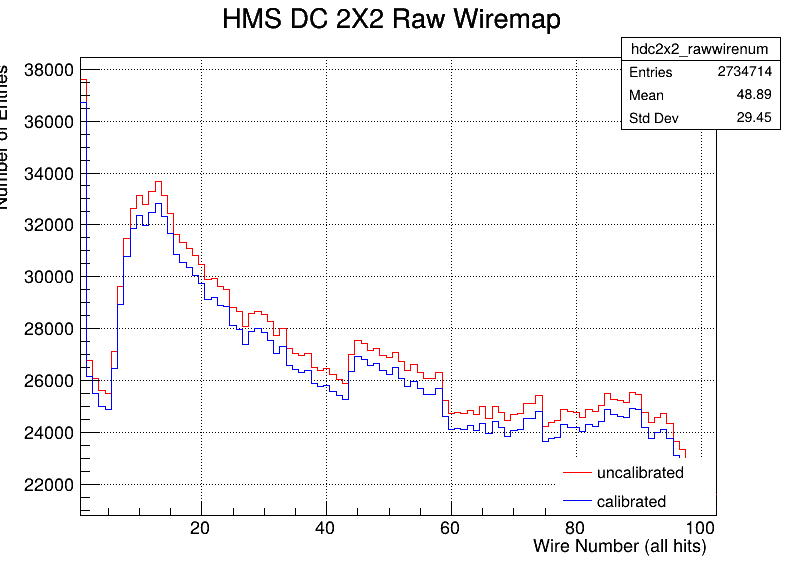 HMS DC 2X2 Raw Wiremap
hdc2x2_rawwirenum
Entries 2734714
Mean 48.89
Std Dev 29.45
Number of Entries
38000
36000
34000
32000
30000
28000
26000
24000
22000
uncalibrated
calibrated
20 40 60 80 100
Wire Number (all hits)